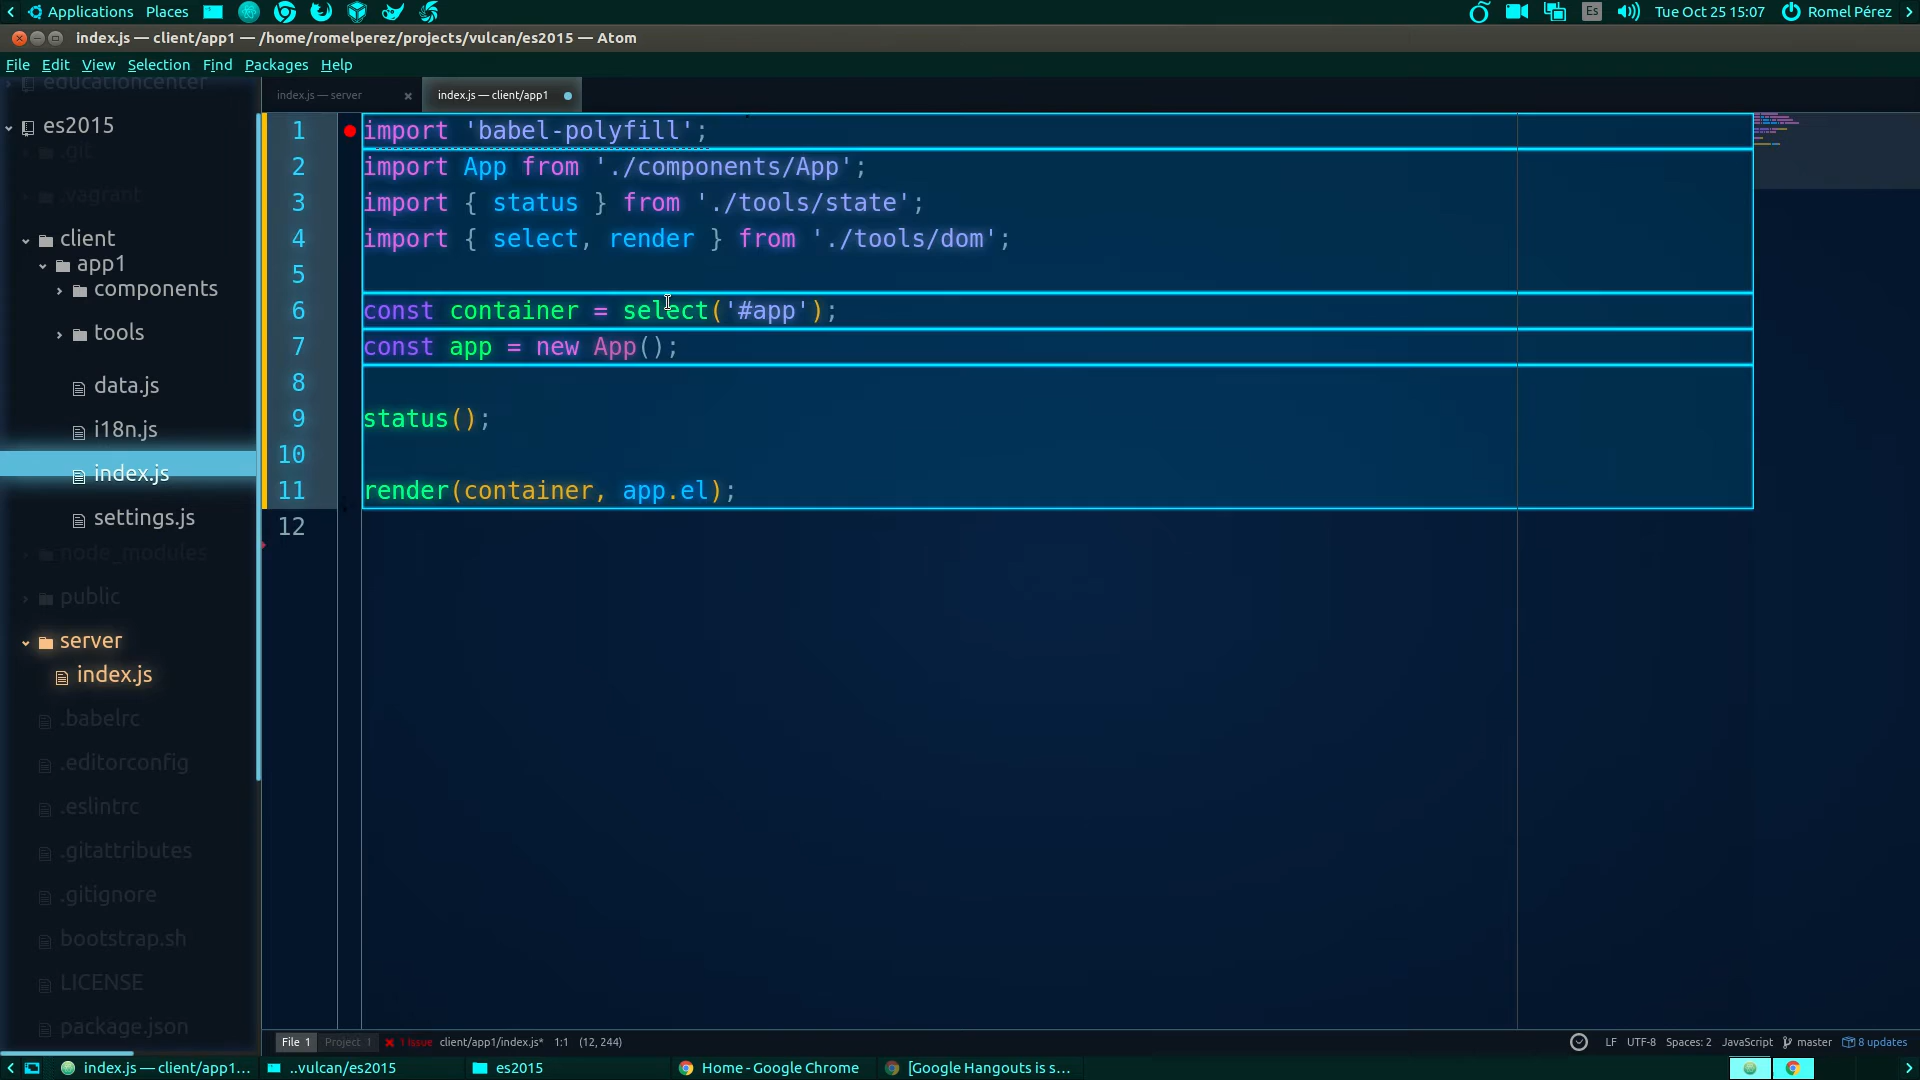 Applications Places
Es Tue Oct 25 15:07 Romel Pérez
index.js — client/app1 — /home/romelperez/projects/vulcan/es2015 — Atom
File Edit View Selection Find Packages Help
educationcenter
es2015
.git
.vagrant
client
app1
components
tools
data.js
i18n.js
index.js
settings.js
node_modules
public
server
index.js
.babelrc
.editorconfig
.eslintrc
.gitattributes
.gitignore
bootstrap.sh
LICENSE
package.json
index.js — server
index.js — client/app1
1 import 'babel-polyfill';
2 import App from './components/App';
3 import { status } from './tools/state';
4 import { select, render } from './tools/dom';
5
6 const container = select('#app');
7 const app = new App();
8
9 status();
10
11 render(container, app.el);
12
File 1 Project 1 1 Issue client/app1/index.js* 1:1 (12, 244)
LF UTF-8 Spaces: 2 JavaScript master 8 updates
index.js — client/app1... ..vulcan/es2015 es2015 Home - Google Chrome [Google Hangouts is s...